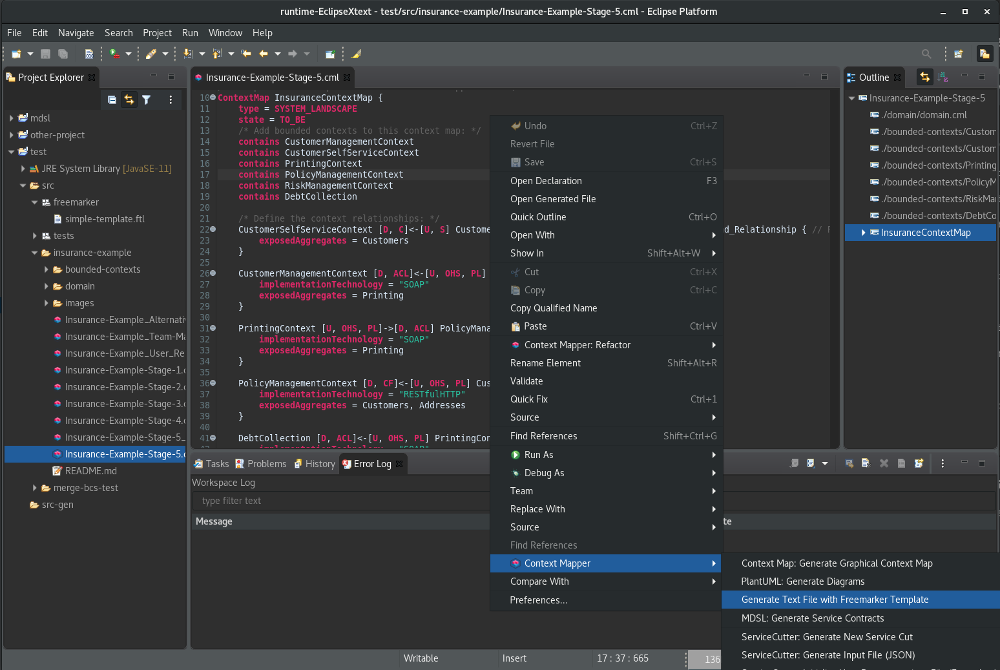 runtime-EclipseXtext - test/src/insurance-example/Insurance-Example-Stage-5.cml - Eclipse Platform
File Edit Navigate Search Project Run Window Help
Project Explorer
mdsl
other-project
test
JRE System Library [JavaSE-11]
src
freemarker
simple-template.ftl
tests
insurance-example
bounded-contexts
domain
images
Insurance-Example_Alternati
Insurance-Example_Team-Ma
Insurance-Example_User_Re
Insurance-Example-Stage-1.
Insurance-Example-Stage-2.
Insurance-Example-Stage-3.
Insurance-Example-Stage-4.
Insurance-Example-Stage-5_
Insurance-Example-Stage-5.
README.md
merge-bcs-test
src-gen
Insurance-Example-Stage-5.cml
10 ContextMap InsuranceContextMap {
11 type = SYSTEM_LANDSCAPE
12 state = TO_BE
13 /* Add bounded contexts to this context map: */
14 contains CustomerManagementContext
15 contains CustomerSelfServiceContext
16 contains PrintingContext
17 contains PolicyManagementContext
18 contains RiskManagementContext
19 contains DebtCollection
20
21 /* Define the context relationships: */
22 CustomerSelfServiceContext [D, C]<-[U, S] Custome
d_Relationship { //
23 exposedAggregates = Customers
24 }
25
26 CustomerManagementContext [D, ACL]<-[U, OHS, PL]
27 implementationTechnology = "SOAP"
28 exposedAggregates = Printing
29 }
30
31 PrintingContext [U, OHS, PL]->[D, ACL] PolicyMana
32 implementationTechnology = "SOAP"
33 exposedAggregates = Printing
34 }
35
36 PolicyManagementContext [D, CF]<-[U, OHS, PL] Cus
37 implementationTechnology = "RESTfulHTTP"
38 exposedAggregates = Customers, Addresses
39 }
40
41 DebtCollection [D, ACL]<-[U, OHS, PL] PrintingCon
Undo Ctrl+Z
Revert File
Save Ctrl+S
Open Declaration F3
Open Generated File
Quick Outline Ctrl+O
Open With
Show In Shift+Alt+W
Cut Ctrl+X
Copy Ctrl+C
Copy Qualified Name
Paste Ctrl+V
Context Mapper: Refactor
Rename Element Shift+Alt+R
Validate
Quick Fix Ctrl+1
Source
Find References Shift+Ctrl+G
Run As
Debug As
Team
Replace With
Source
Find References
Context Mapper
Compare With
Preferences...
Context Map: Generate Graphical Context Map
PlantUML: Generate Diagrams
Generate Text File with Freemarker Template
MDSL: Generate Service Contracts
ServiceCutter: Generate New Service Cut
ServiceCutter: Generate Input File (JSON)
Outline
Insurance-Example-Stage-5
./domain/domain.cml
./bounded-contexts/Custom
./bounded-contexts/Custom
./bounded-contexts/Printing
./bounded-contexts/PolicyM
./bounded-contexts/RiskMan
./bounded-contexts/DebtCo
InsuranceContextMap
Tasks Problems History Error Log
Workspace Log
type filter text
Message
te
Writable Insert 17 : 37 : 665 136